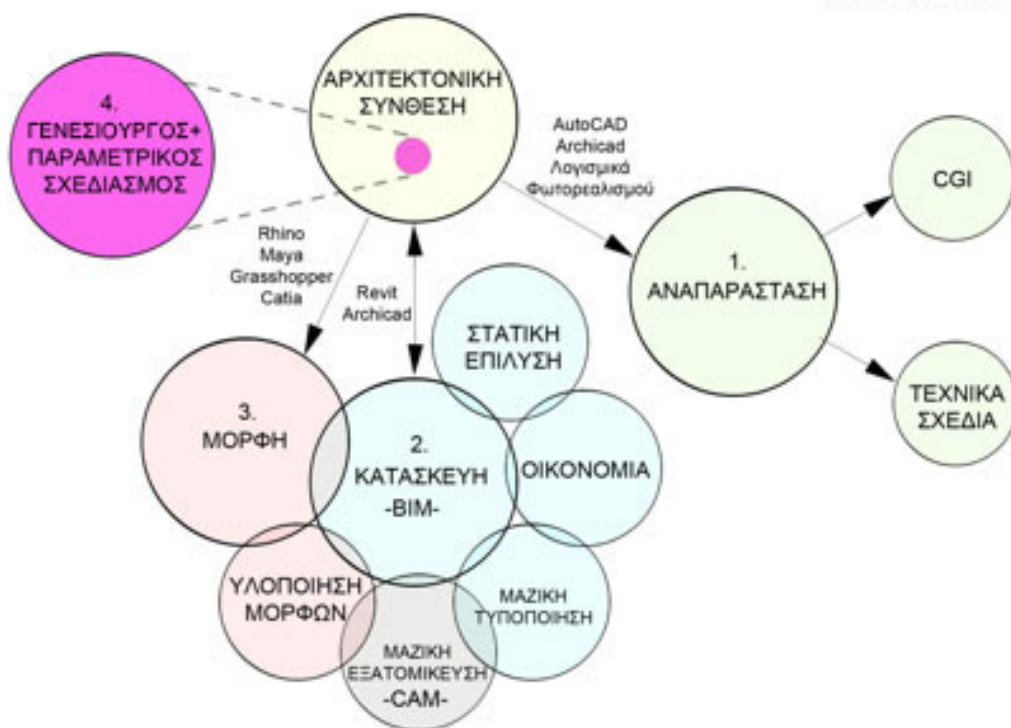 4.
ΓΕΝΕΣΙΟΥΡΓΟΣ+
ΠΑΡΑΜΕΤΡΙΚΟΣ
ΣΧΕΔΙΑΣΜΟΣ
ΑΡΧΙΤΕΚΤΟΝΙΚΗ
ΣΥΝΘΕΣΗ
AutoCAD
Archicad
Λογισμικά
Φωτορεαλισμού
CGI
1.
ΑΝΑΠΑΡΑΣΤΑΣΗ
ΤΕΧΝΙΚΑ
ΣΧΕΔΙΑ
Rhino
Maya
Grasshopper
Catia
Revit
Archicad
ΣΤΑΤΙΚΗ
ΕΠΙΛΥΣΗ
3.
ΜΟΡΦΗ
2.
ΚΑΤΑΣΚΕΥΗ
-BIM-
ΟΙΚΟΝΟΜΙΑ
ΥΛΟΠΟΙΗΣΗ
ΜΟΡΦΩΝ
ΜΑΖΙΚΗ
ΤΥΠΟΠΟΙΗΣΗ
ΜΑΖΙΚΗ
ΕΞΑΤΟΜΙΚΕΥΣΗ
-CAM-